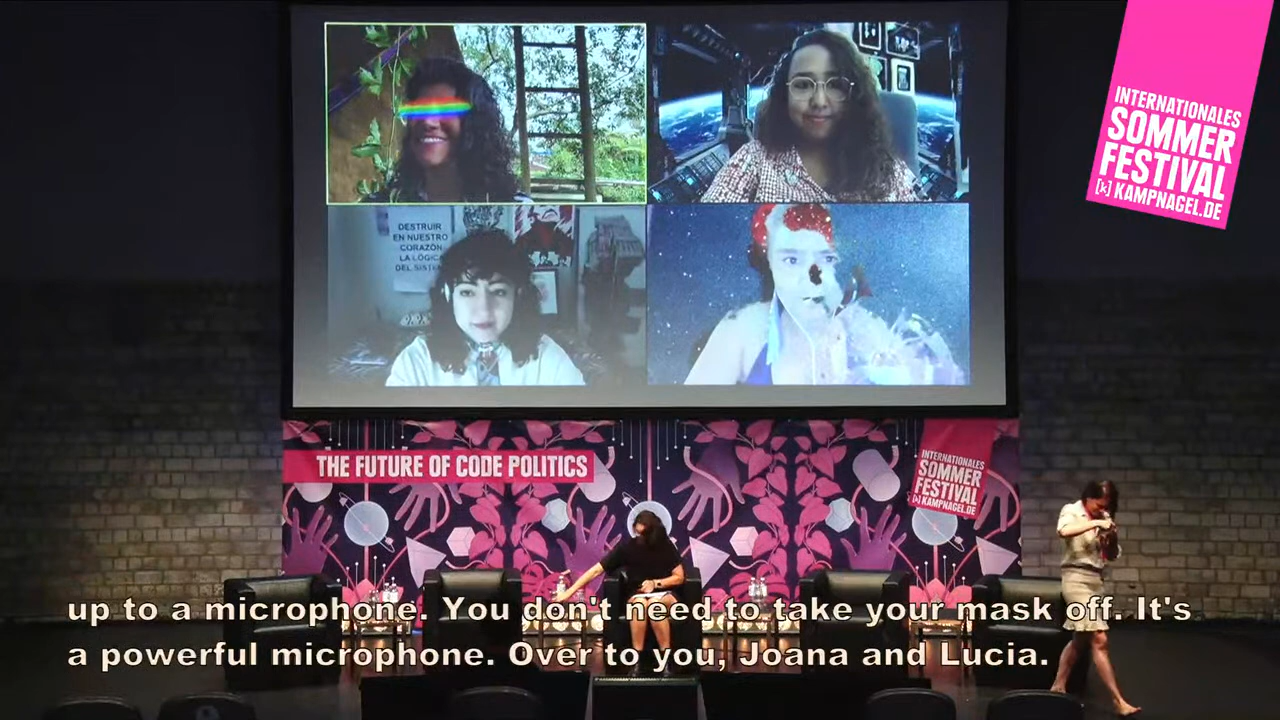 INTERNATIONALES
SOMMER
FESTIVAL
[k] KAMPNAGEL.DE
DESTRUIR
EN NUESTRO
CORAZÓN
LA LÓGICA
DEL SISTEMA
THE FUTURE OF CODE POLITICS
INTERNATIONALES
SOMMER
FESTIVAL
[k] KAMPNAGEL.DE
up to a microphone. You don't need to take your mask off. It's
a powerful microphone. Over to you, Joana and Lucia.